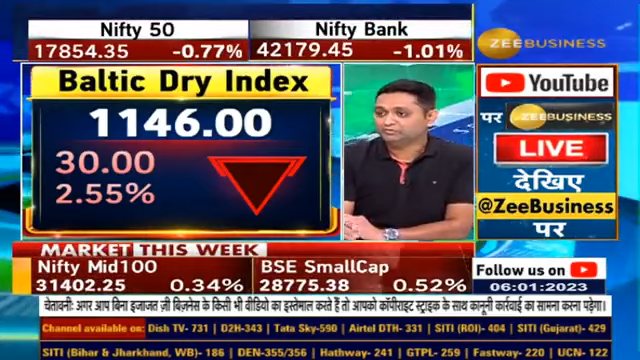 Nifty 50
17854.35 -0.77%
Nifty Bank
42179.45 -1.01%
ZEEBUSINESS
Baltic Dry Index
1146.00
30.00
2.55%
YouTube
पर ZEEBUSINESS
LIVE
देखिए
@ZeeBusiness
पर
MARKET THIS WEEK
Nifty Mid100
31402.25 0.34%
BSE SmallCap
28775.38 0.52%
Follow us on
06:01:2023
चेतावनी: अगर आप बिना इजाजत ज़ी बिज़नेस के किसी भी वीडियो का इस्तेमाल करते हैं तो आपको कॉपीराइट स्ट्राइक के साथ कानूनी कार्रवाई का सामना करना पड़ेगा.
Channel available on: Dish TV- 731 | D2H-343 | Tata Sky-590 | Airtel DTH- 331 | SITI (ROI) - 404 | SITI (Gujarat) - 429
SITI (Bihar & Jharkhand, WB)- 186 | DEN-355/356 | Hathway- 241 | GTPL- 259 | Fastway- 220 | UCN- 122